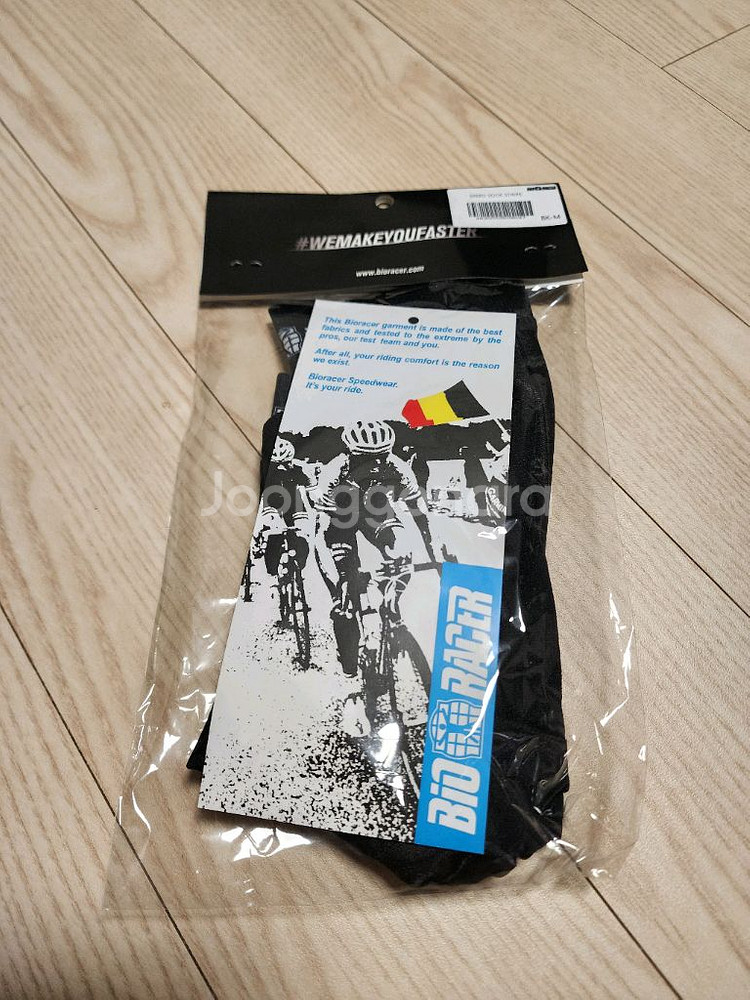 BK-M
#WEMAKEYOUFASTER
www.bioracer.com
This Bioracer garment is made of the best
fabrics and tested to the extreme by the
pros, our test team and you.
After all, your riding comfort is the reason
we exist.
Bioracer Speedwear.
It's your ride.
Joonggonara
BIORACER